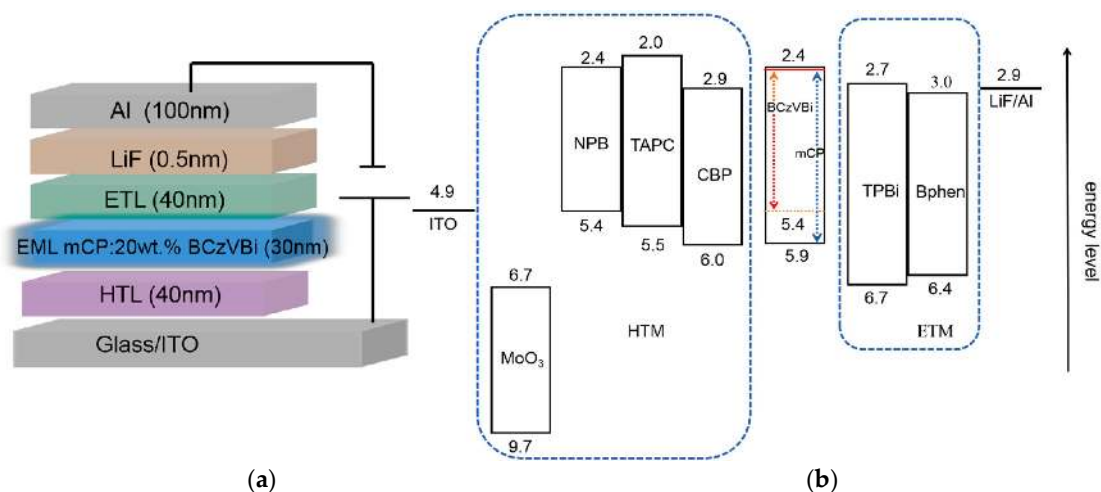 Al (100nm)
LiF (0.5nm)
ETL (40nm)
EML mCP:20wt.% BCzVBi (30nm)
HTL (40nm)
Glass/ITO
(a)
4.9
ITO
6.7
MoO₃
9.7
2.4
NPB
5.4
2.0
TAPC
5.5
2.9
CBP
6.0
HTM
2.4
BCzVBi
mCP
5.4
5.9
2.7
TPBi
6.7
3.0
Bphen
6.4
ETM
2.9
LiF/Al
energy level
(b)